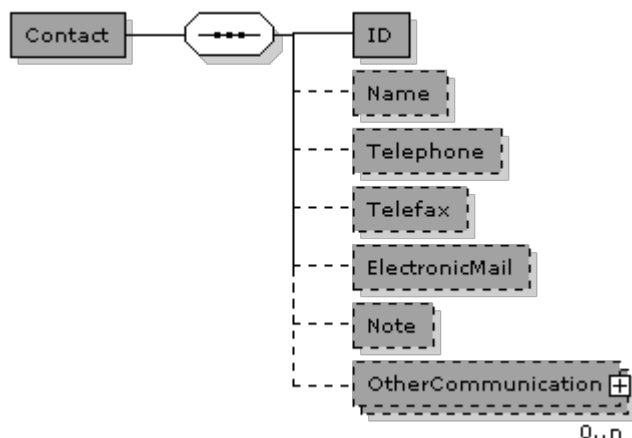 Contact
ID
Name
Telephone
Telefax
ElectronicMail
Note
OtherCommunication
0..n